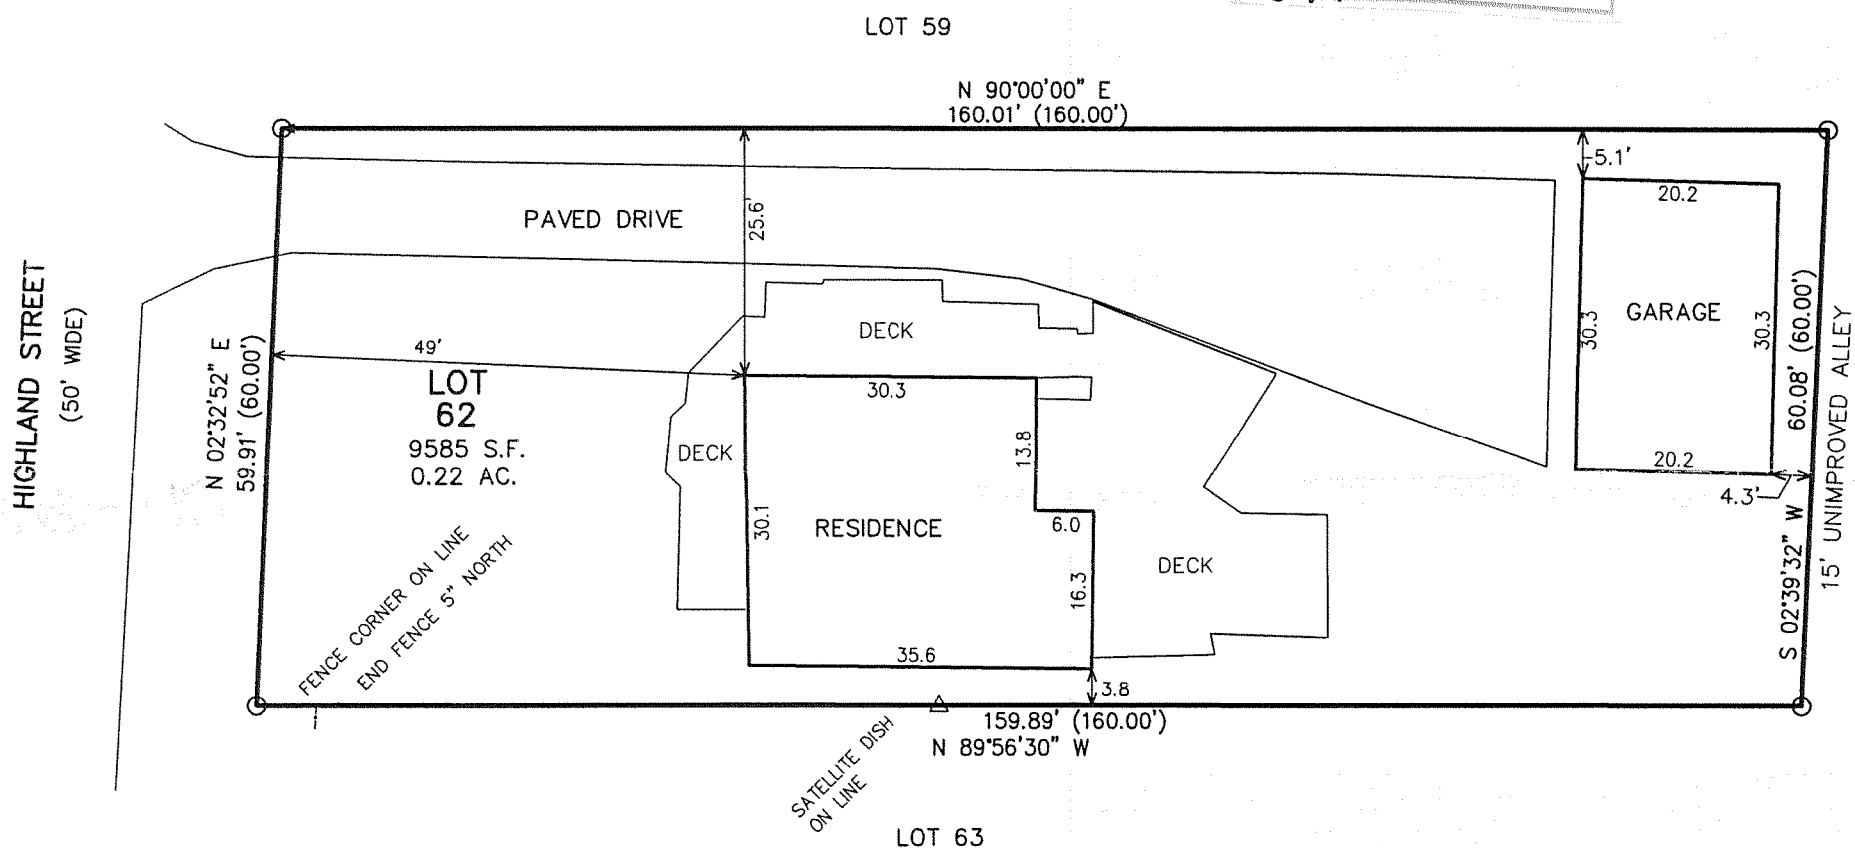 LOT 59
N 90°00'00" E
160.01' (160.00')
5.1'
20.2
PAVED DRIVE
25.6'
HIGHLAND STREET
(50' WIDE)
N 02°32'52" E
59.91' (60.00')
49'
LOT
62
9585 S.F.
0.22 AC.
DECK
30.3
DECK
13.8
30.1
RESIDENCE
6.0
16.3
DECK
35.6
3.8
GARAGE
30.3
30.3
20.2
4.3'
S 02°39'32" W
60.08' (60.00')
15' UNIMPROVED ALLEY
FENCE CORNER ON LINE
END FENCE 5" NORTH
159.89' (160.00')
N 89°56'30" W
SATELLITE DISH
ON LINE
LOT 63